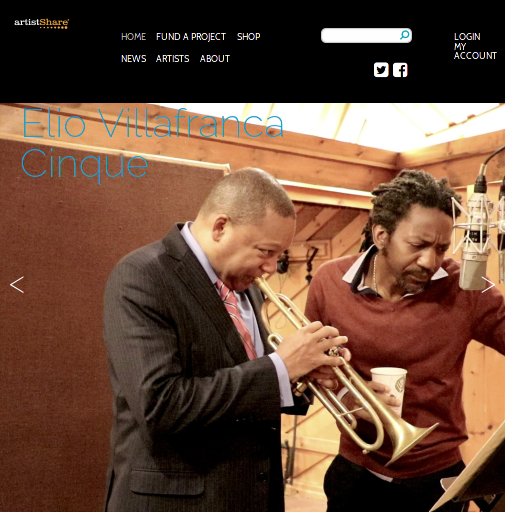 artistShare
HOME FUND A PROJECT SHOP
NEWS ARTISTS ABOUT
LOGIN
MY
ACCOUNT
Elio Villafranca
Cinque